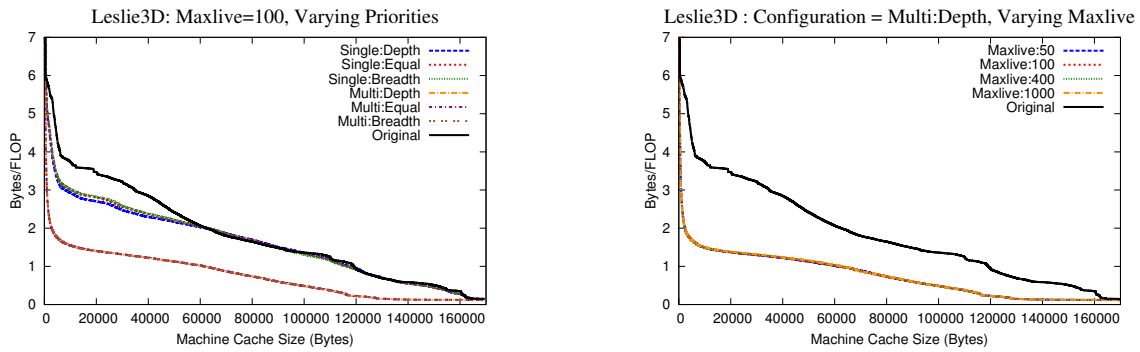 Leslie3D: Maxlive=100, Varying Priorities
7
6
5
4
3
2
1
0
Bytes/FLOP
Single:Depth
Single:Equal
Single:Breadth
Multi:Depth
Multi:Equal
Multi:Breadth
Original
0 20000 40000 60000 80000 100000 120000 140000 160000
Machine Cache Size (Bytes)
Leslie3D : Configuration = Multi:Depth, Varying Maxlive
7
6
5
4
3
2
1
0
Bytes/FLOP
Maxlive:50
Maxlive:100
Maxlive:400
Maxlive:1000
Original
0 20000 40000 60000 80000 100000 120000 140000 160000
Machine Cache Size (Bytes)